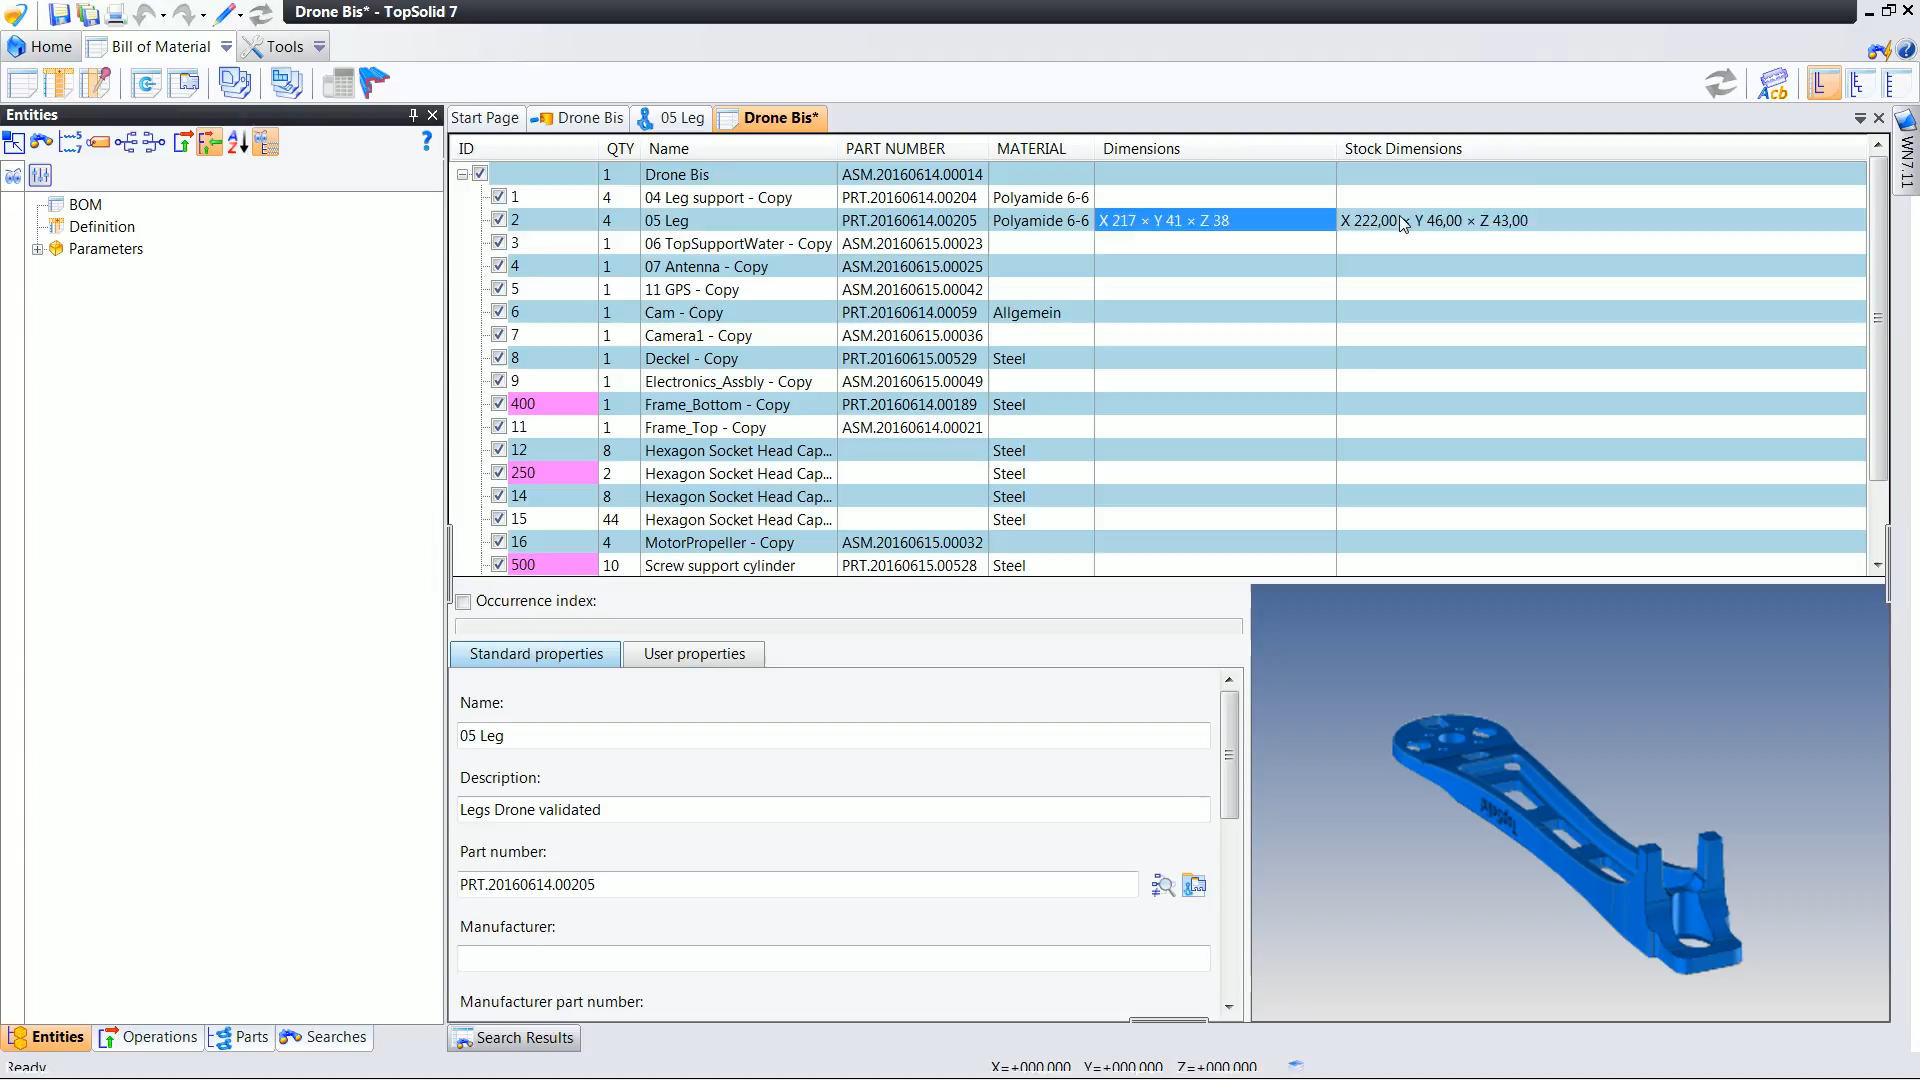 Drone Bis* - TopSolid 7
Home Bill of Material Tools
Acb
Entities
Start Page Drone Bis 05 Leg Drone Bis*
WN7.11
ID QTY Name PART NUMBER MATERIAL Dimensions Stock Dimensions
1 Drone Bis ASM.20160614.00014
1 4 04 Leg support - Copy PRT.20160614.00204 Polyamide 6-6
2 4 05 Leg PRT.20160614.00205 Polyamide 6-6 X 217 × Y 41 × Z 38 X 222,00 × Y 46,00 × Z 43,00
3 1 06 TopSupportWater - Copy ASM.20160615.00023
4 1 07 Antenna - Copy ASM.20160615.00025
5 1 11 GPS - Copy ASM.20160615.00042
6 1 Cam - Copy PRT.20160614.00059 Allgemein
7 1 Camera1 - Copy ASM.20160615.00036
8 1 Deckel - Copy PRT.20160615.00529 Steel
9 1 Electronics_Assbly - Copy ASM.20160615.00049
400 1 Frame_Bottom - Copy PRT.20160614.00189 Steel
11 1 Frame_Top - Copy ASM.20160614.00021
12 8 Hexagon Socket Head Cap... Steel
250 2 Hexagon Socket Head Cap... Steel
14 8 Hexagon Socket Head Cap... Steel
15 44 Hexagon Socket Head Cap... Steel
16 4 MotorPropeller - Copy ASM.20160615.00032
500 10 Screw support cylinder PRT.20160615.00528 Steel
BOM
Definition
Parameters
Occurrence index:
Standard properties User properties
Name:
05 Leg
Description:
Legs Drone validated
Part number:
PRT.20160614.00205
Manufacturer:
Manufacturer part number:
TopSolid
Entities Operations Parts Searches Search Results
Ready X=+000,000 Y=+000,000 Z=+000,000